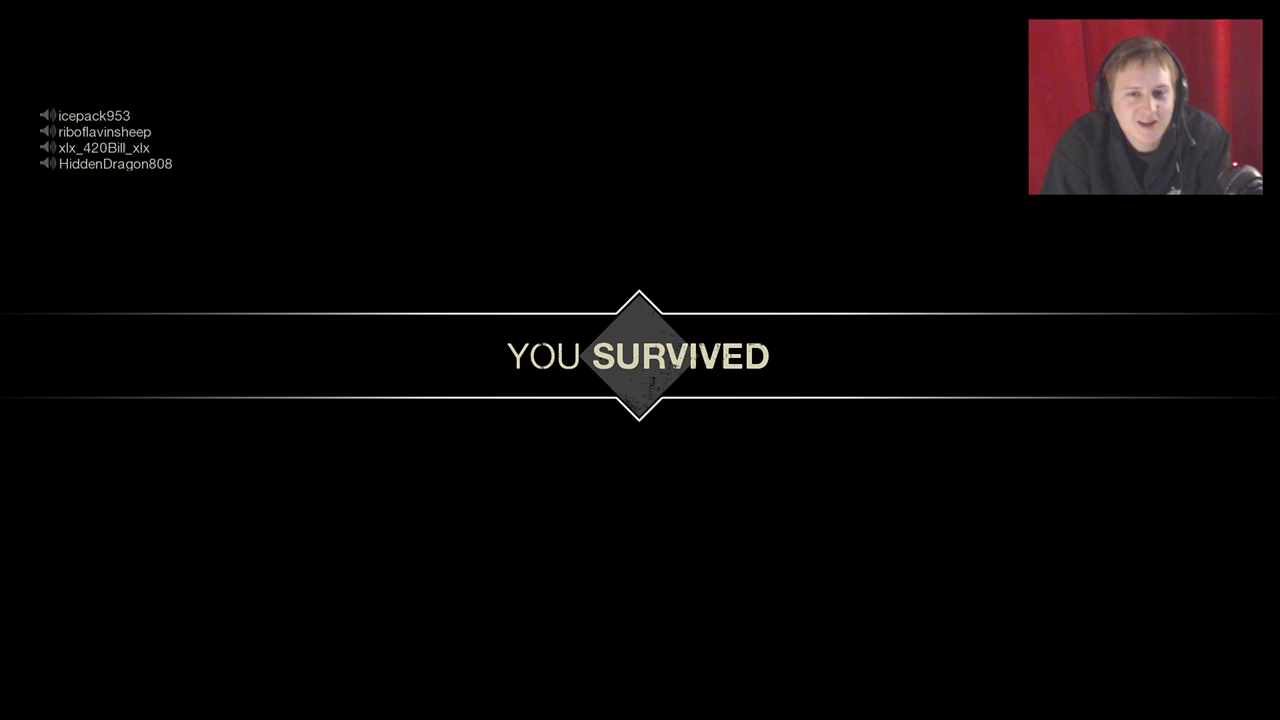 icepack953
riboflavinsheep
xlx_420Bill_xlx
HiddenDragon808
YOU SURVIVED